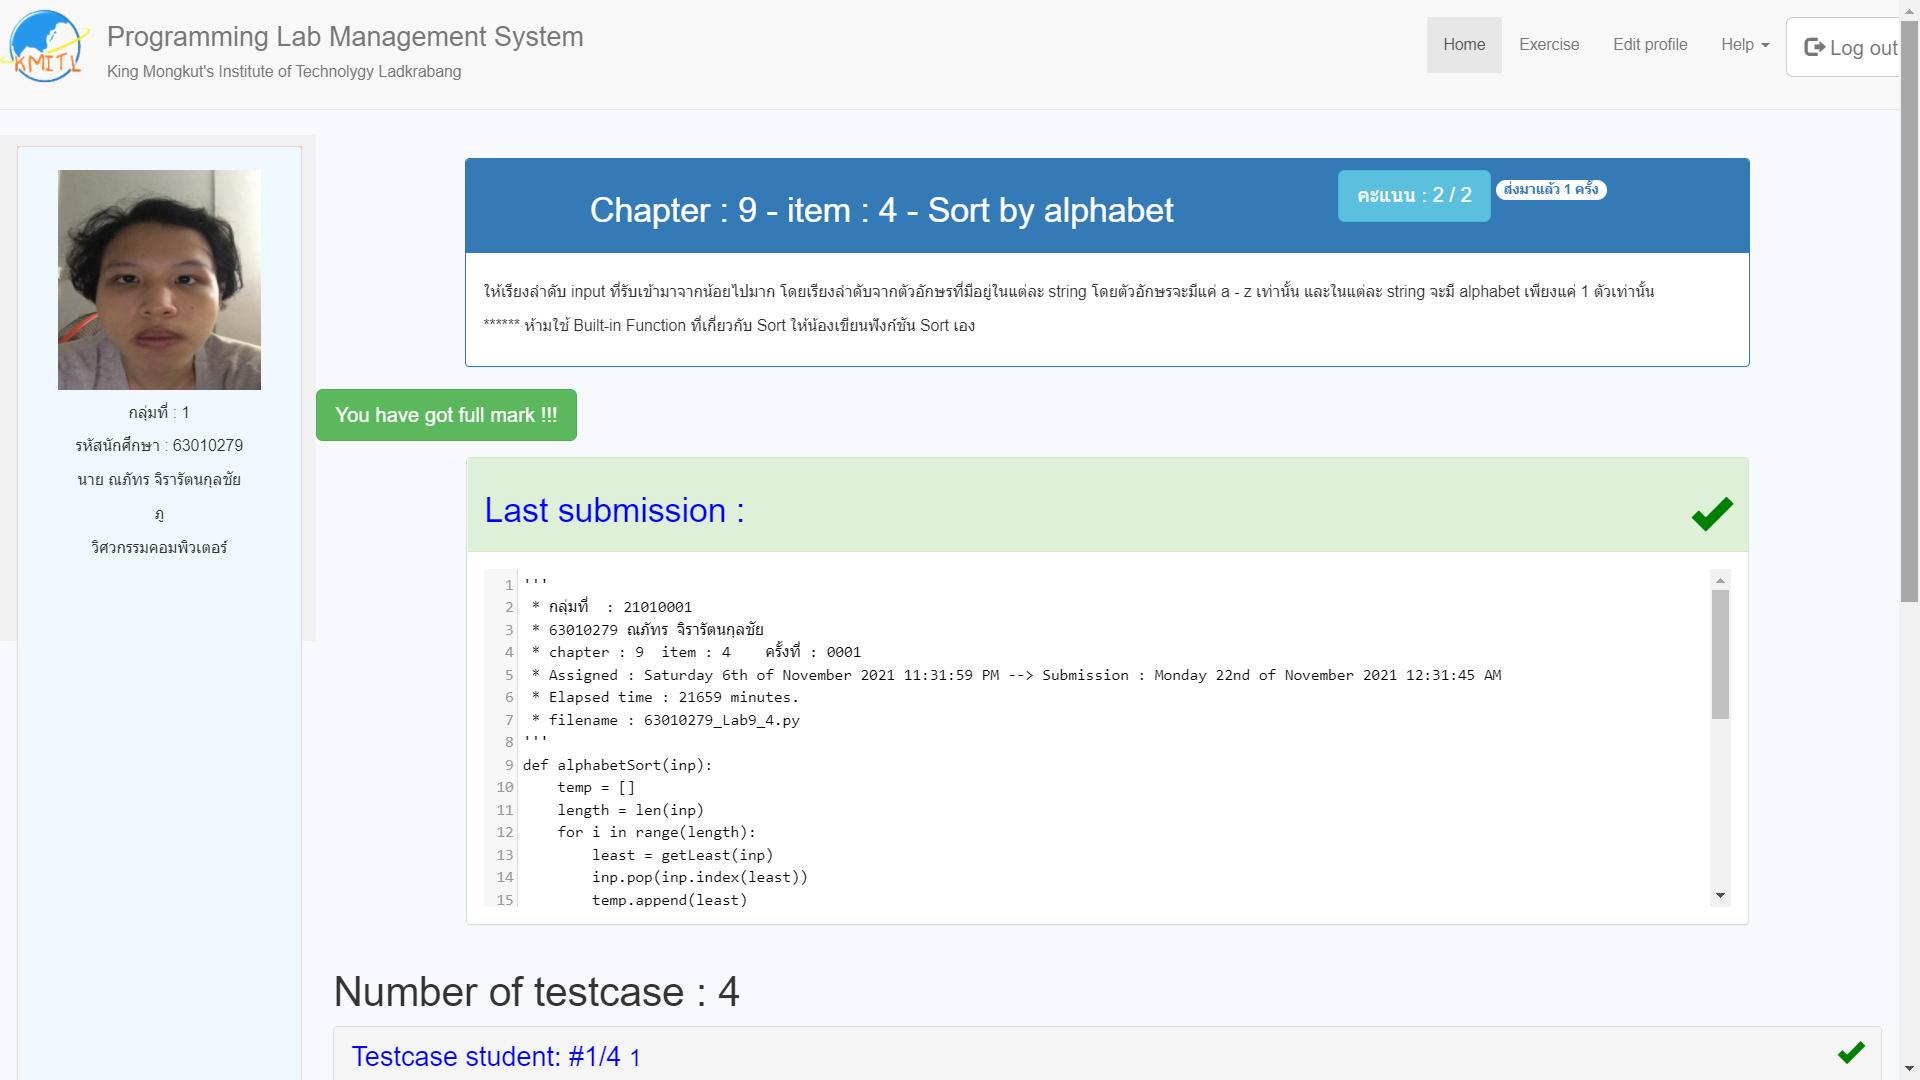 KMITL
Programming Lab Management System
King Mongkut's Institute of Technolygy Ladkrabang
Home
Exercise
Edit profile
Help
Log out
กลุ่มที่ : 1
รหัสนักศึกษา : 63010279
นาย ณภัทร จิรารัตนกุลชัย
ภู
วิศวกรรมคอมพิวเตอร์
Chapter : 9 - item : 4 - Sort by alphabet
คะแนน : 2 / 2
ส่งมาแล้ว 1 ครั้ง
ให้เรียงลำดับ input ที่รับเข้ามาจากน้อยไปมาก โดยเรียงลำดับจากตัวอักษรที่มีอยู่ในแต่ละ string โดยตัวอักษรจะมีแค่ a - z เท่านั้น และในแต่ละ string จะมี alphabet เพียงแค่ 1 ตัวเท่านั้น
****** ห้ามใช้ Built-in Function ที่เกี่ยวกับ Sort ให้น้องเขียนฟังก์ชัน Sort เอง
You have got full mark !!!
Last submission :
1 '''
2 * กลุ่มที่ : 21010001
3 * 63010279 ณภัทร จิรารัตนกุลชัย
4 * chapter : 9 item : 4 ครั้งที่ : 0001
5 * Assigned : Saturday 6th of November 2021 11:31:59 PM --> Submission : Monday 22nd of November 2021 12:31:45 AM
6 * Elapsed time : 21659 minutes.
7 * filename : 63010279_Lab9_4.py
8 '''
9 def alphabetSort(inp):
10 temp = []
11 length = len(inp)
12 for i in range(length):
13 least = getLeast(inp)
14 inp.pop(inp.index(least))
15 temp.append(least)
Number of testcase : 4
Testcase student: #1/4 1